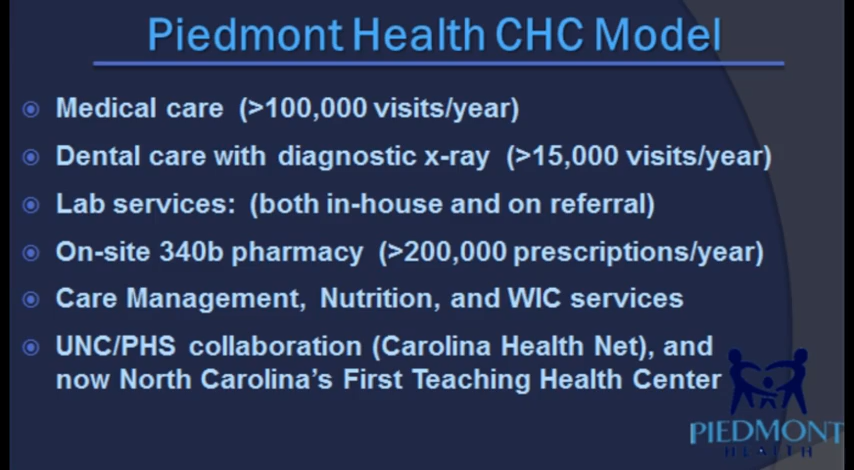 Piedmont Health CHC Model
Medical care (>100,000 visits/year)
Dental care with diagnostic x-ray (>15,000 visits/year)
Lab services: (both in-house and on referral)
On-site 340b pharmacy (>200,000 prescriptions/year)
Care Management, Nutrition, and WIC services
UNC/PHS collaboration (Carolina Health Net), and
now North Carolina's First Teaching Health Center
PIEDMONT
HEALTH